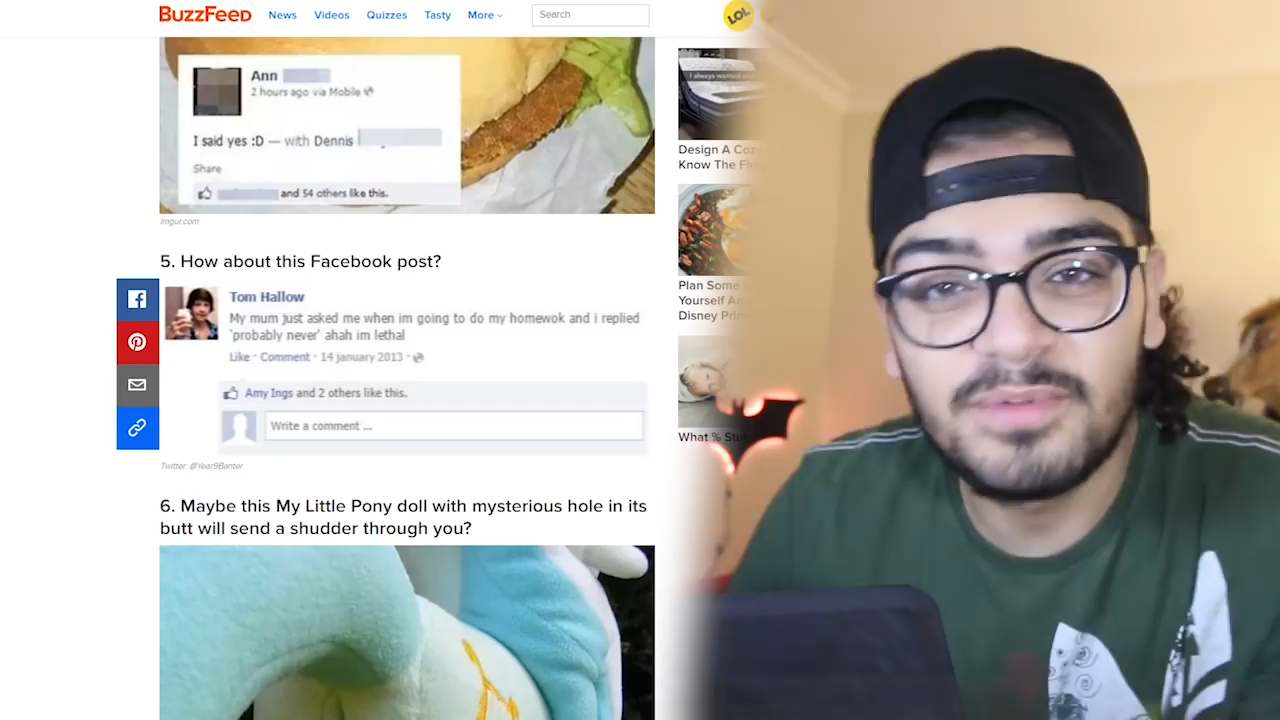 BuzzFeed News Videos Quizzes Tasty More Search
LOL
Ann
2 hours ago via Mobile
I said yes :D — with Dennis
Share
and 54 others like this.
Imgur.com
5. How about this Facebook post?
Tom Hallow
My mum just asked me when im going to do my homewok and i replied
'probably never' ahah im lethal
Like · Comment · 14 january 2013 ·
Amy Ings and 2 others like this.
Write a comment ...
Twitter: @Year9Banter
6. Maybe this My Little Pony doll with mysterious hole in its
butt will send a shudder through you?
I always wanted
Design A Cozy
Know The
Plan Some
Yourself
Disney
What %